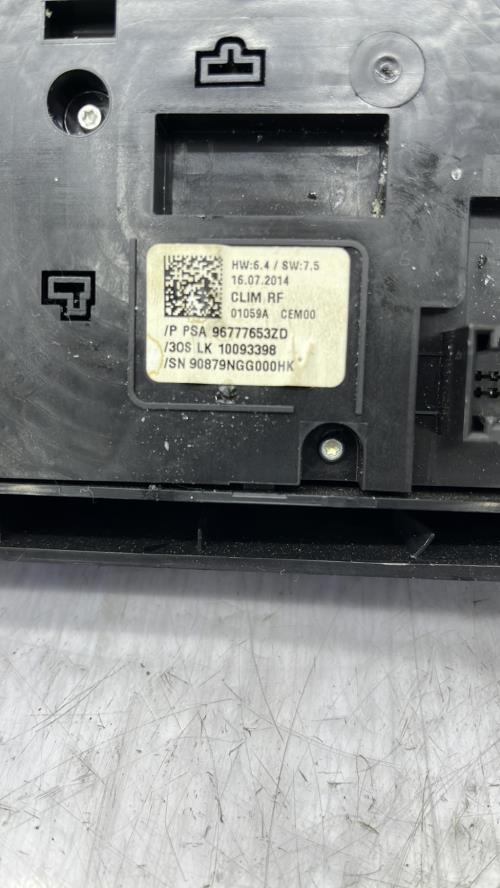 HW:6.4 / SW:7.5
16.07.2014
CLIM RF
01059A CEM00
/P PSA 96777653ZD
/3OS LK 10093398
/SN 90879NGG000HK